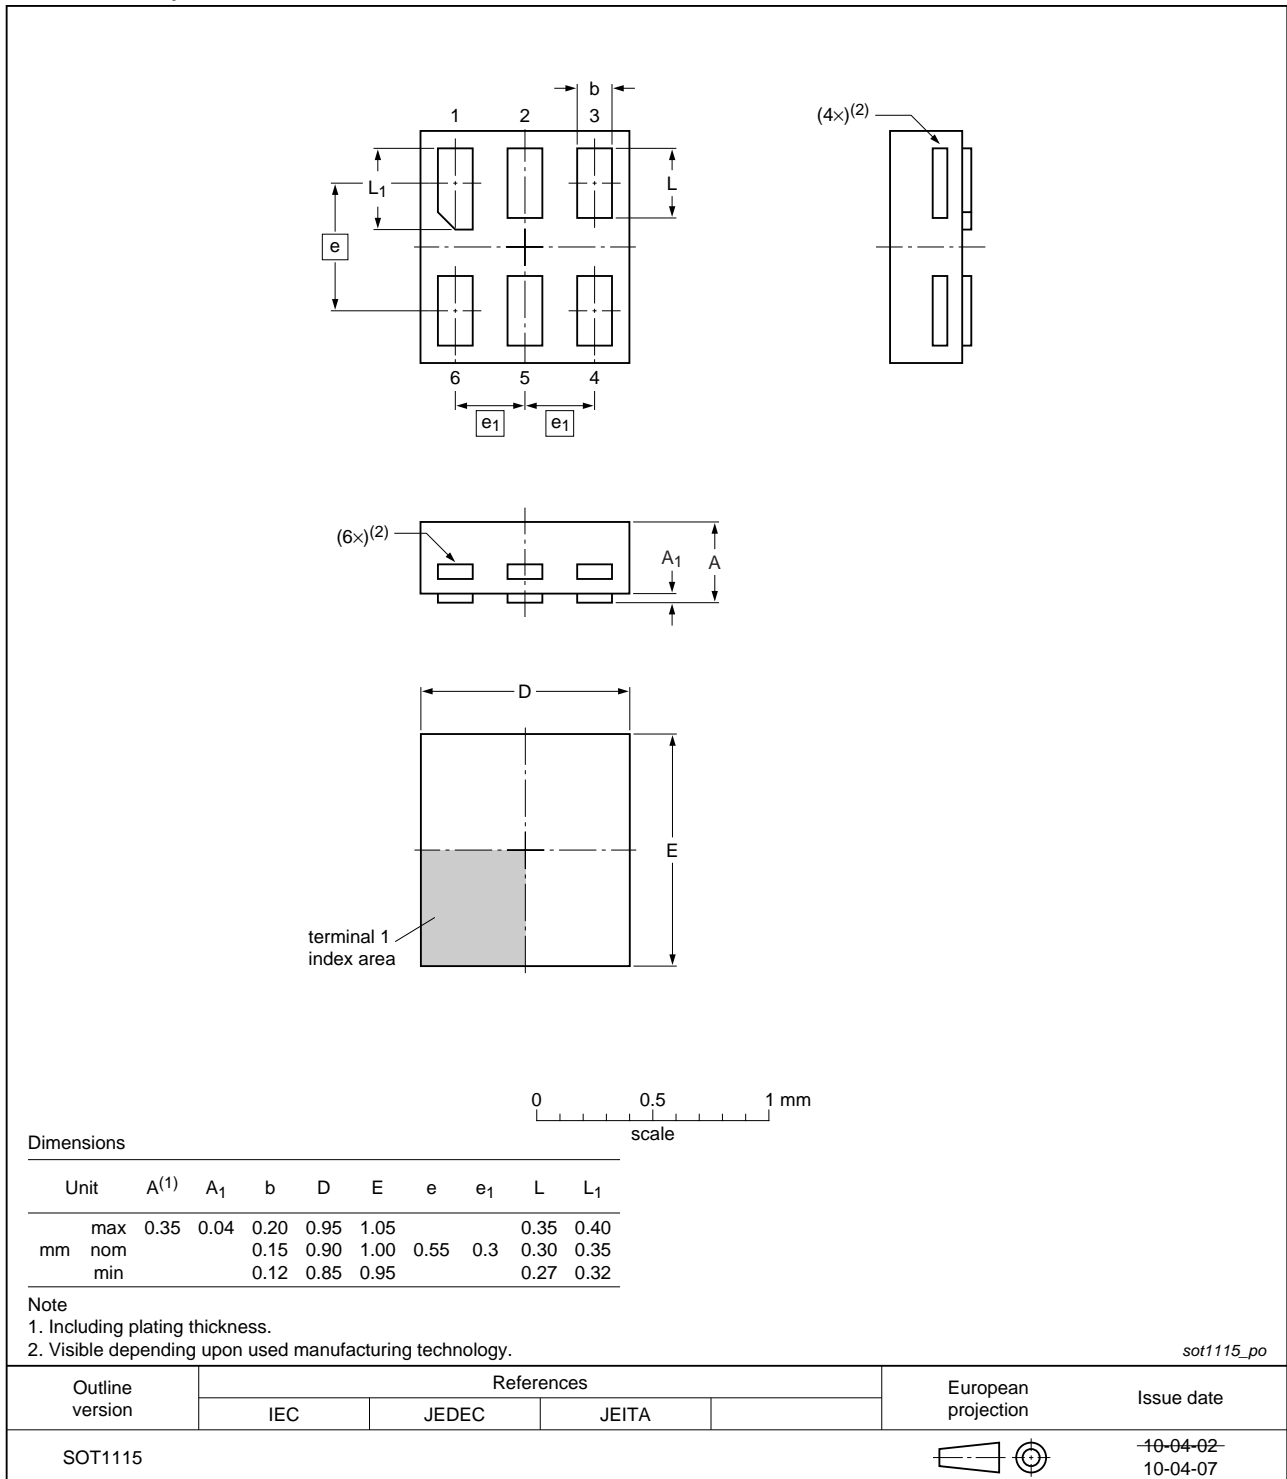 1 2 3
b
(4×)(2)
L1
L
e
6 5 4
e1 e1
(6×)(2)
A1 A
D
E
terminal 1
index area
0 0.5 1 mm
scale
Dimensions
Unit A(1) A1 b D E e e1 L L1
max 0.35 0.04 0.20 0.95 1.05 0.35 0.40
mm nom 0.15 0.90 1.00 0.55 0.3 0.30 0.35
min 0.12 0.85 0.95 0.27 0.32
Note
1. Including plating thickness.
2. Visible depending upon used manufacturing technology.
sot1115_po
Outline version
References
IEC JEDEC JEITA
European projection
Issue date
SOT1115
10-04-02
10-04-07